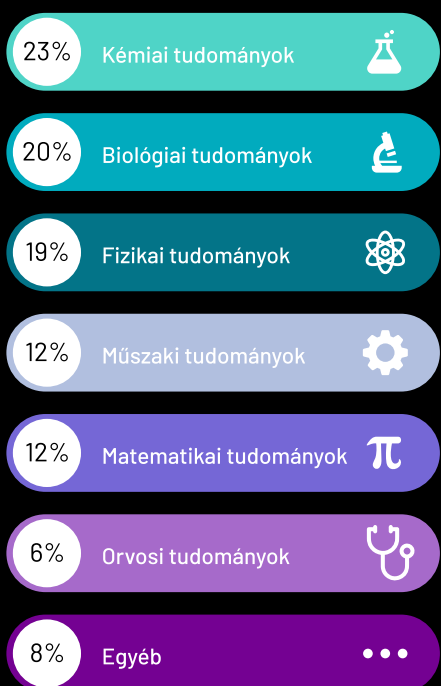 23% Kémiai tudományok
20% Biológiai tudományok
19% Fizikai tudományok
12% Műszaki tudományok
12% Matematikai tudományok π
6% Orvosi tudományok
8% Egyéb